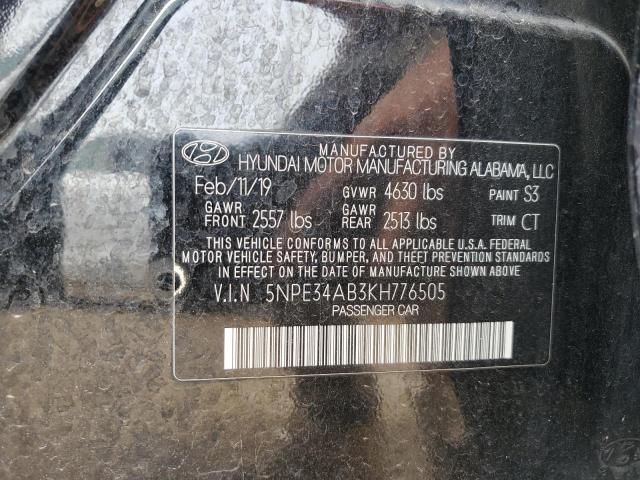 MANUFACTURED BY
HYUNDAI MOTOR MANUFACTURING ALABAMA, LLC
Feb/11/19 GVWR 4630 lbs PAINT S3
GAWR FRONT 2557 lbs GAWR REAR 2513 lbs TRIM CT
THIS VEHICLE CONFORMS TO ALL APPLICABLE U.S.A. FEDERAL
MOTOR VEHICLE SAFETY, BUMPER, AND THEFT PREVENTION STANDARDS
IN EFFECT ON THE DATE OF MANUFACTURE SHOWN ABOVE.
V.I.N 5NPE34AB3KH776505
PASSENGER CAR